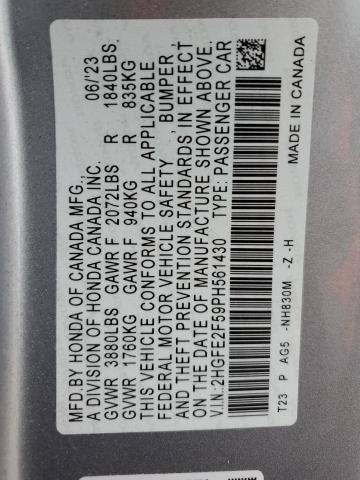 MFD.BY HONDA OF CANADA MFG., 06/'23
A DIVISION OF HONDA CANADA INC.
GVWR 3880LBS GAWR F 2072LBS R 1840LBS
GVWR 1760KG GAWR F 940KG R 835KG
THIS VEHICLE CONFORMS TO ALL APPLICABLE
FEDERAL MOTOR VEHICLE SAFETY , BUMPER ,
AND THEFT PREVENTION STANDARDS IN EFFECT
ON THE DATE OF MANUFACTURE SHOWN ABOVE.
V.I.N.:2HGFE2F59PH561430 TYPE: PASSENGER CAR
T23 P AG5 -NH830M -Z -H MADE IN CANADA